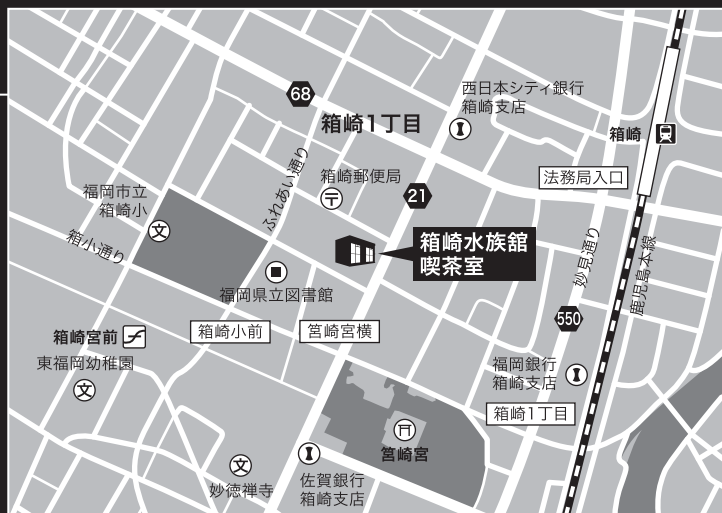 西日本シティ銀行
箱崎支店
68
箱崎1丁目
箱崎
ふれあい通り
箱崎郵便局
〒
21
法務局入口
福岡市立
箱崎小
文
箱小通り
箱崎水族舘
喫茶室
妙見通り
鹿児島本線
福岡県立図書館
550
箱崎小前
筥崎宮横
箱崎宮前
東福岡幼稚園
文
福岡銀行
箱崎支店
箱崎1丁目
筥崎宮
文
妙徳禅寺
佐賀銀行
箱崎支店